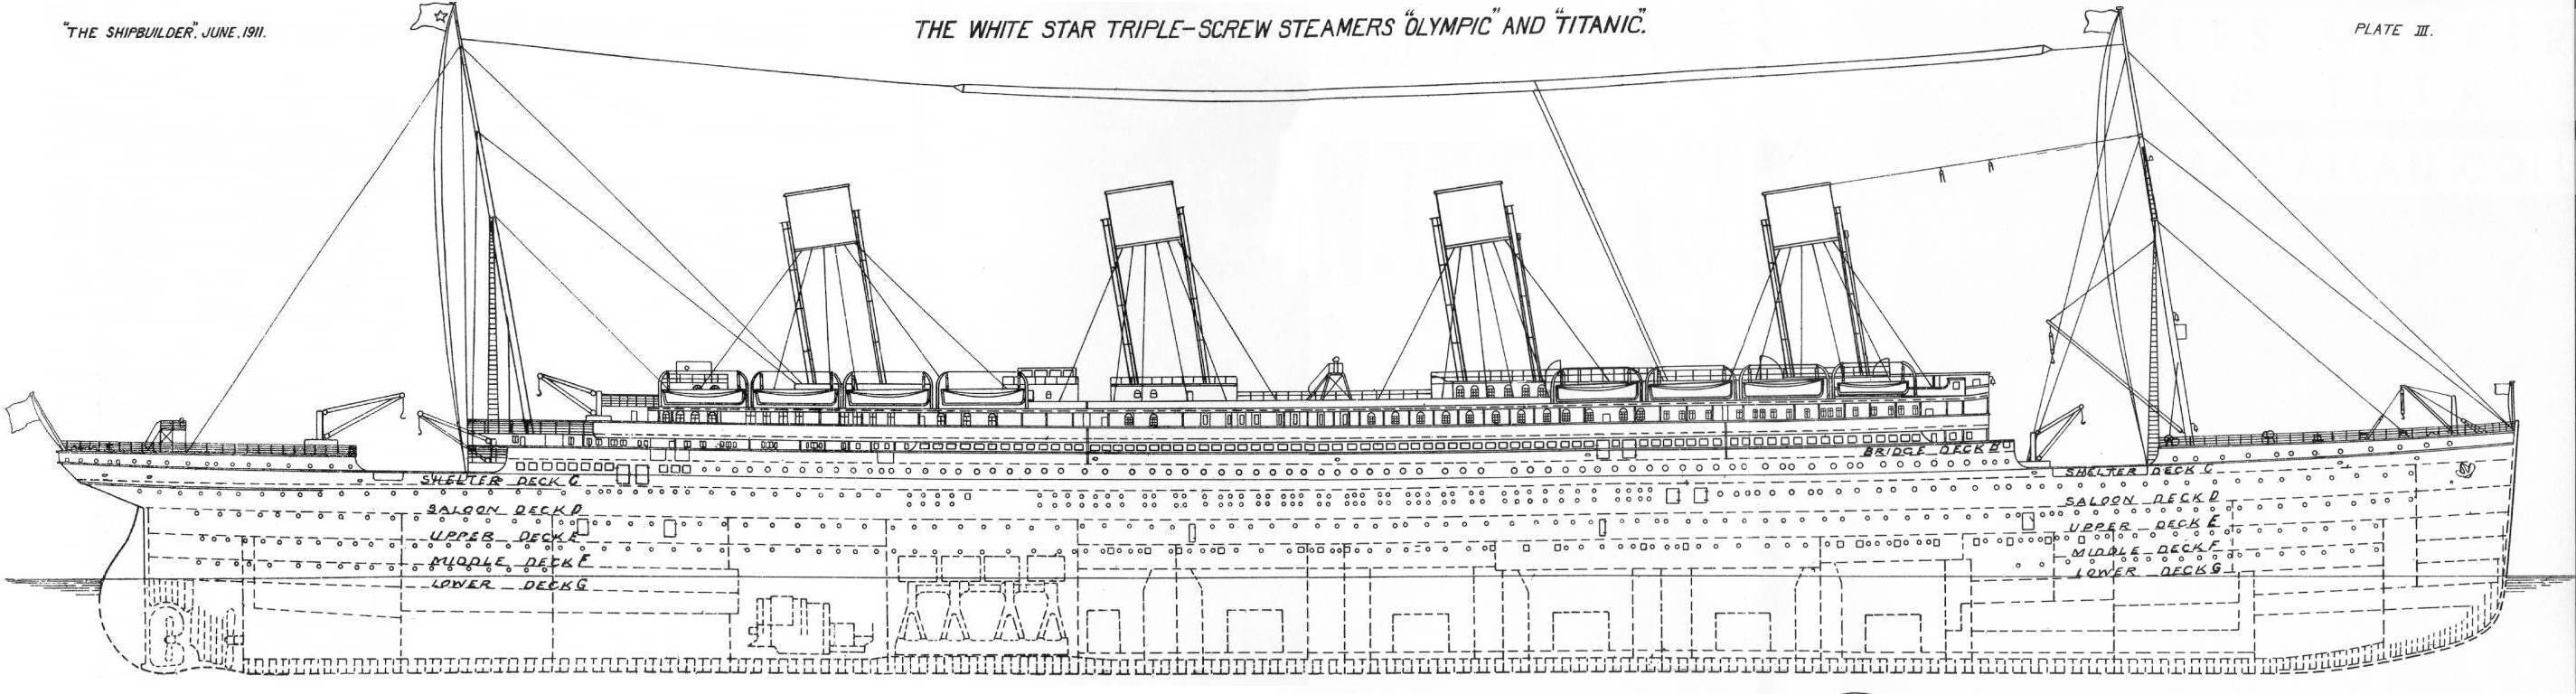 "THE SHIPBUILDER", JUNE, 1911.
THE WHITE STAR TRIPLE-SCREW STEAMERS "OLYMPIC" AND "TITANIC".
PLATE III.
BRIDGE DECK B
SHELTER DECK C
SHELTER DECK C
SALOON DECK D
SALOON DECK D
UPPER DECK E
UPPER DECK E
MIDDLE DECK F
MIDDLE DECK F
LOWER DECK G
LOWER DECK G